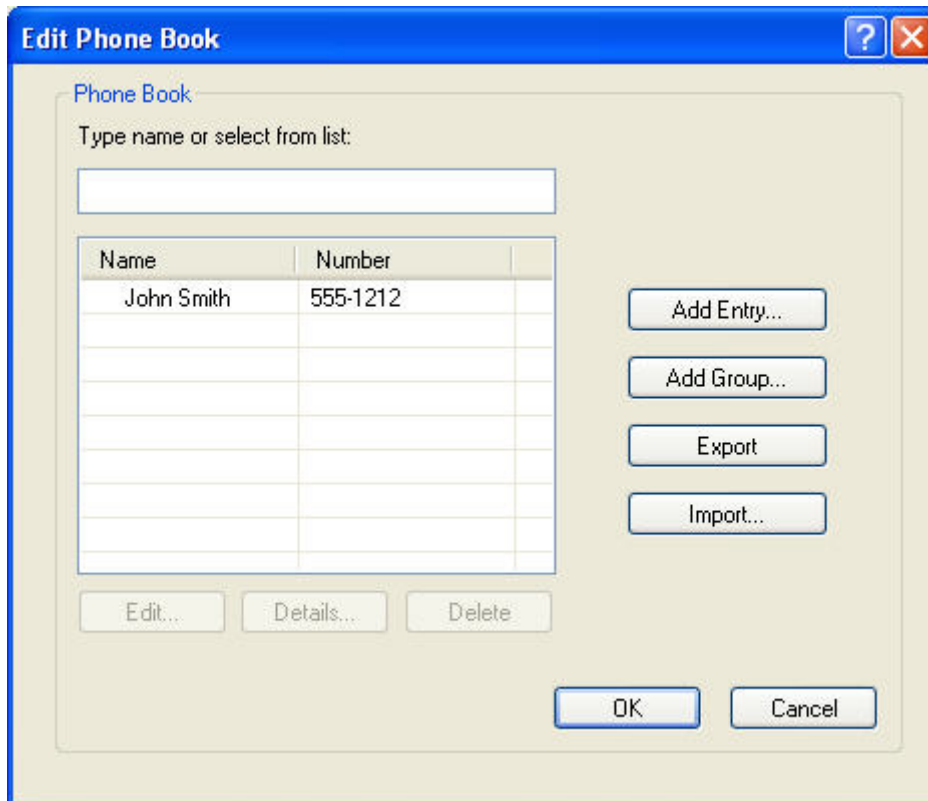 Edit Phone Book
Phone Book
Type name or select from list:
Name Number
John Smith 555-1212
Add Entry...
Add Group...
Export
Import...
Edit... Details... Delete
OK Cancel